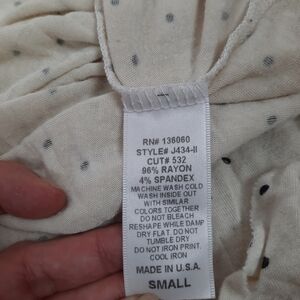 RN# 136060
STYLE# J434-II
CUT# 532
96% RAYON
4% SPANDEX
MACHINE WASH COLD
WASH INSIDE OUT
WITH SIMILAR
COLORS TOGETHER
DO NOT BLEACH
RESHAPE WHILE DAMP
DRY FLAT. DO NOT
TUMBLE DRY
DO NOT IRON PRINT.
COOL IRON
MADE IN U.S.A.
SMALL